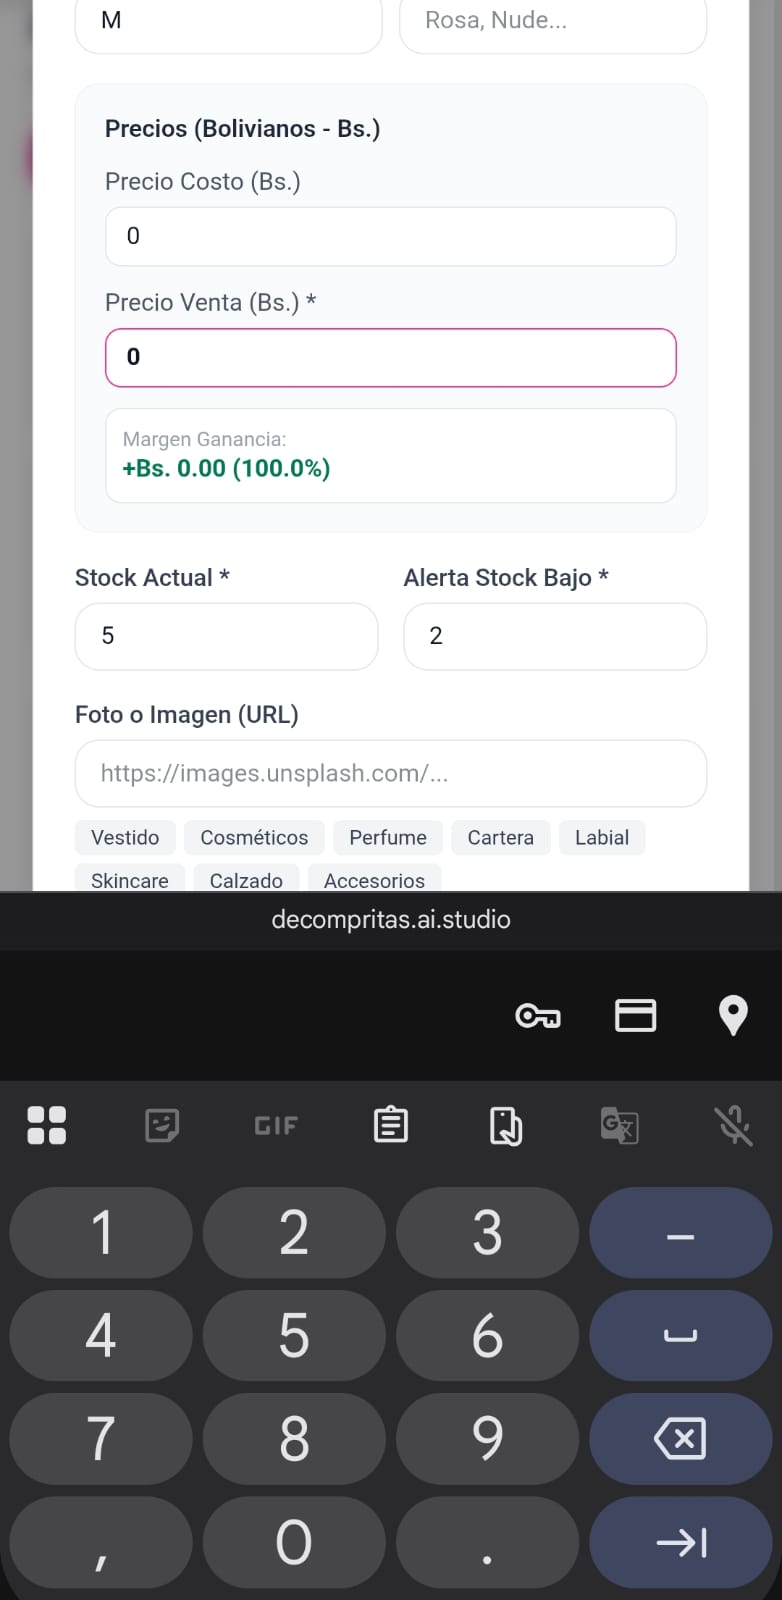 M
Rosa, Nude...
Precios (Bolivianos - Bs.)
Precio Costo (Bs.)
0
Precio Venta (Bs.) *
0
Margen Ganancia:
+Bs. 0.00 (100.0%)
Stock Actual *
Alerta Stock Bajo *
5
2
Foto o Imagen (URL)
https://images.unsplash.com/...
Vestido
Cosméticos
Perfume
Cartera
Labial
Skincare
Calzado
Accesorios
decompritas.ai.studio
GIF
G
1
2
3
–
4
5
6
7
8
9
,
0
.